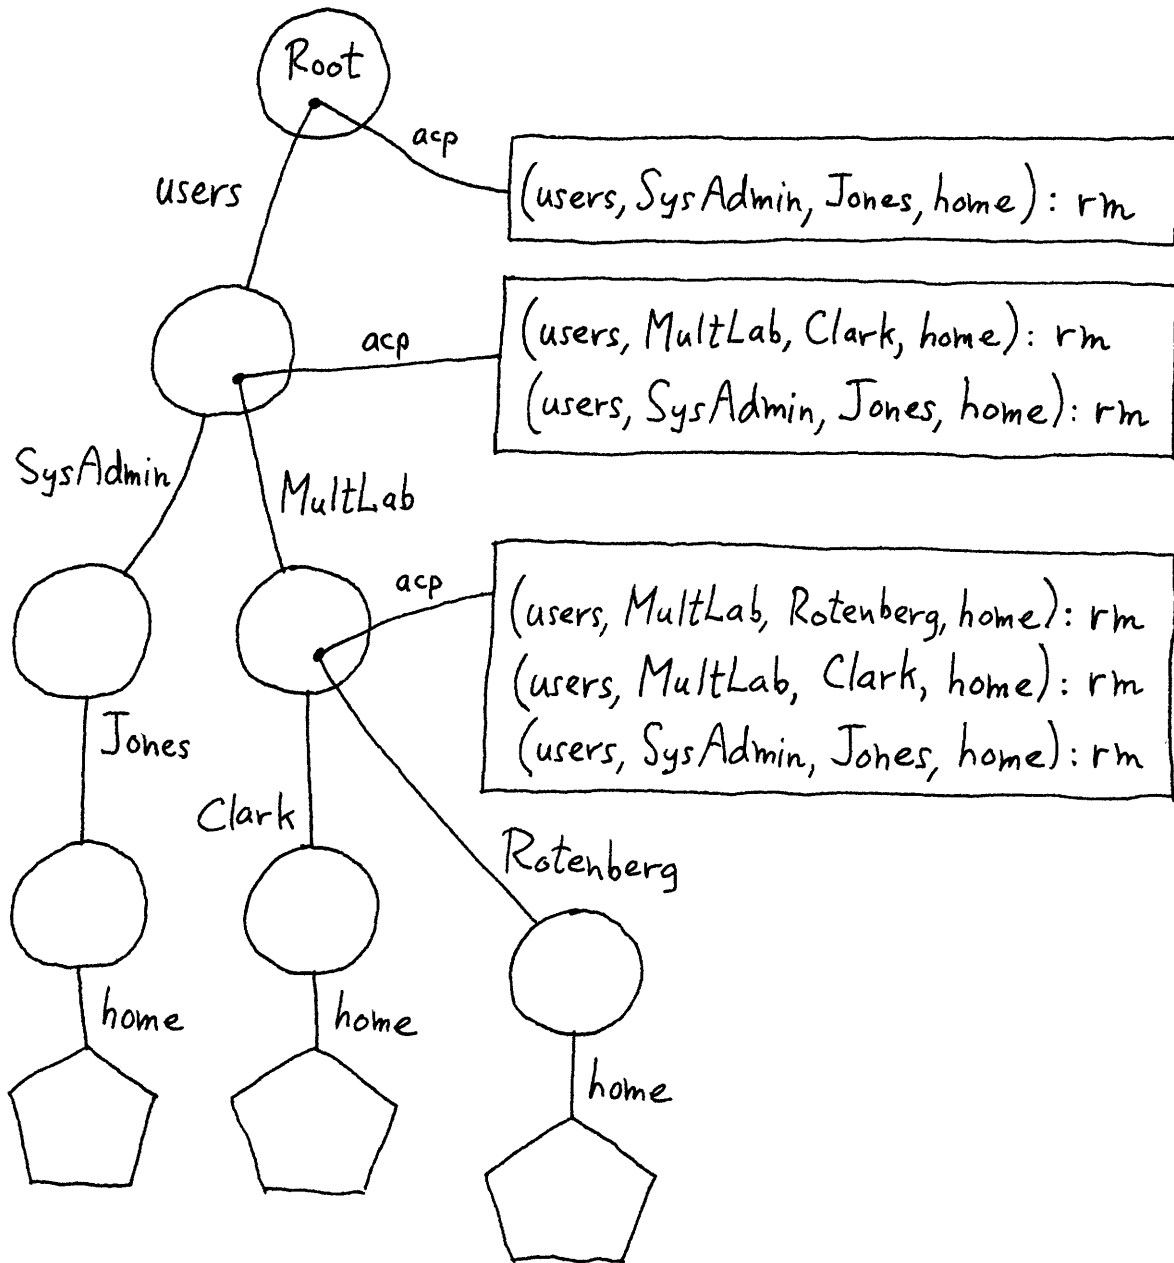 Root
acp
users
(users, SysAdmin, Jones, home): rm
acp
(users, MultLab, Clark, home): rm
(users, SysAdmin, Jones, home): rm
SysAdmin
MultLab
acp
(users, MultLab, Rotenberg, home): rm
(users, MultLab, Clark, home): rm
(users, SysAdmin, Jones, home): rm
Jones
Clark
Rotenberg
home
home
home